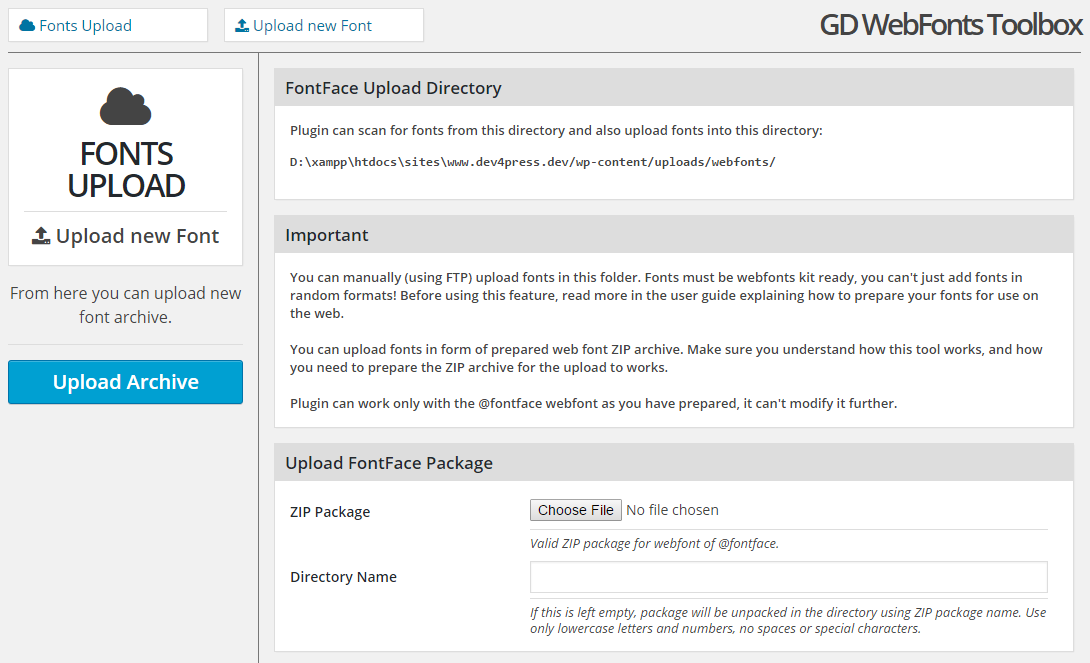 Fonts Upload
Upload new Font
GD WebFonts Toolbox
FONTS
UPLOAD
Upload new Font
From here you can upload new
font archive.
Upload Archive
FontFace Upload Directory
Plugin can scan for fonts from this directory and also upload fonts into this directory:
D:\xampp\htdocs\sites\www.dev4press.dev/wp-content/uploads/webfonts/
Important
You can manually (using FTP) upload fonts in this folder. Fonts must be webfonts kit ready, you can't just add fonts in
random formats! Before using this feature, read more in the user guide explaining how to prepare your fonts for use on
the web.
You can upload fonts in form of prepared web font ZIP archive. Make sure you understand how this tool works, and how
you need to prepare the ZIP archive for the upload to works.
Plugin can work only with the @fontface webfont as you have prepared, it can't modify it further.
Upload FontFace Package
ZIP Package
Choose File No file chosen
Valid ZIP package for webfont of @fontface.
Directory Name
If this is left empty, package will be unpacked in the directory using ZIP package name. Use
only lowercase letters and numbers, no spaces or special characters.